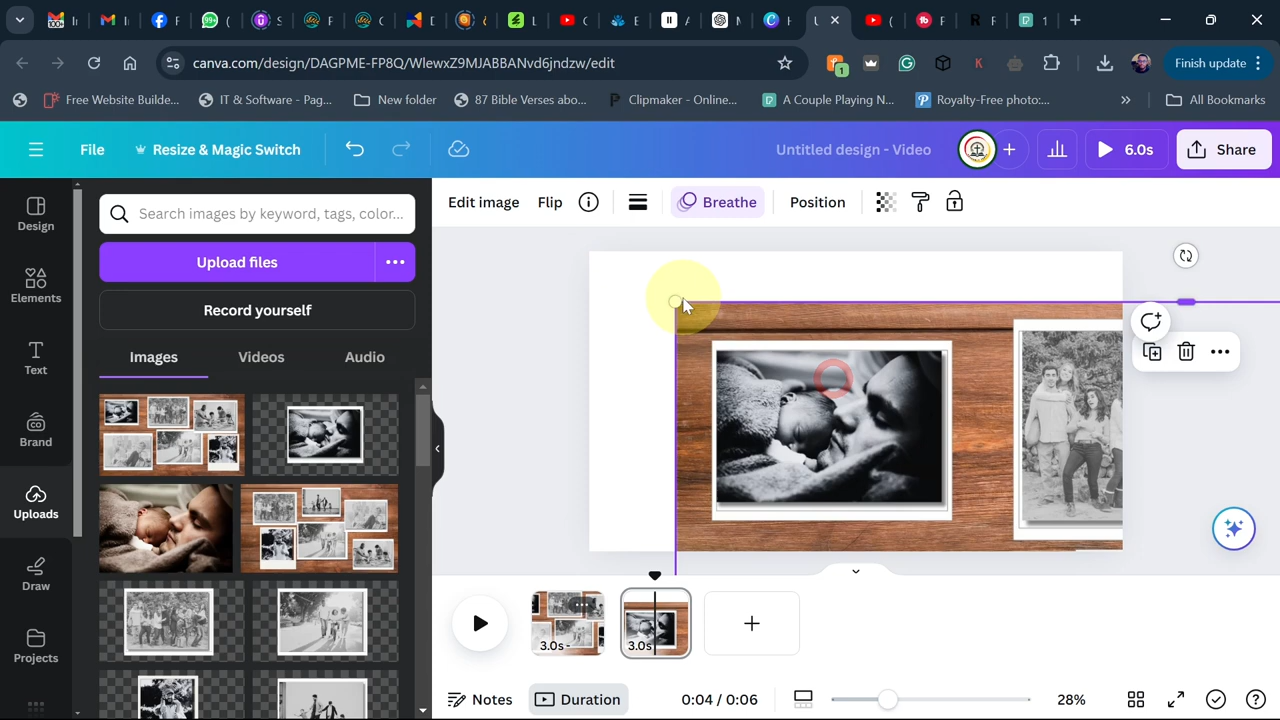 canva.com/design/DAGPME-FP8Q/WlewxZ9MJABBANvd6jndzw/edit
Finish update
Free Website Builde...
IT & Software - Pag...
New folder
87 Bible Verses abo...
Clipmaker - Online...
A Couple Playing N...
Royalty-Free photo:...
All Bookmarks
File
Resize & Magic Switch
Untitled design - Video
6.0s
Share
Design
Elements
Text
Brand
Uploads
Draw
Projects
Search images by keyword, tags, color...
Upload files
Record yourself
Images
Videos
Audio
Edit image
Flip
Breathe
Position
3.0s
3.0s
Notes
Duration
0:04 / 0:06
28%